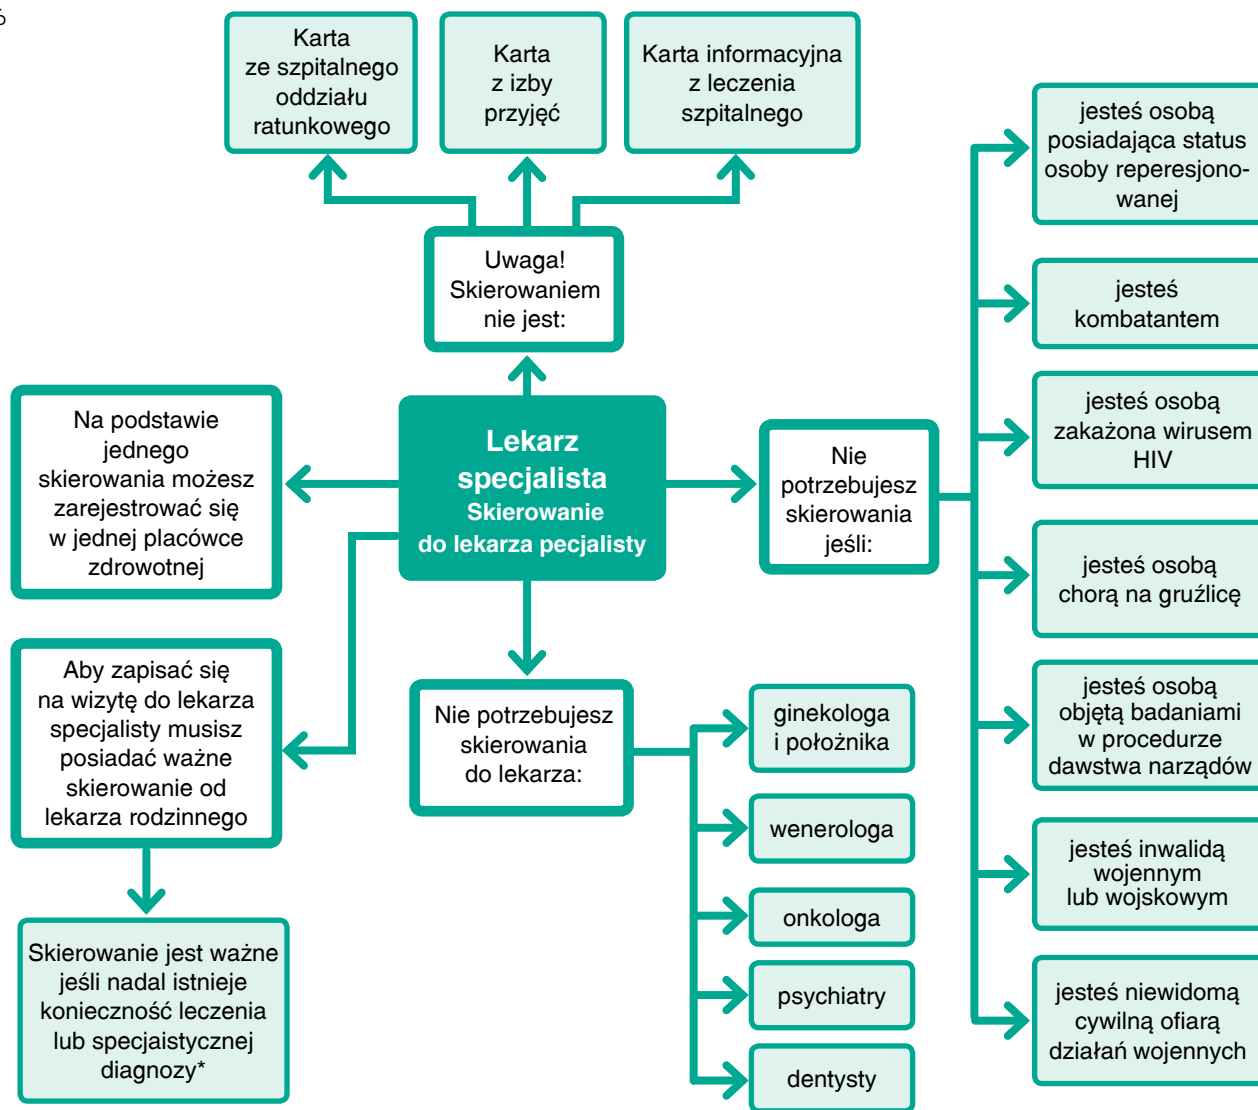 Karta
ze szpitalnego
oddziału
ratunkowego
Karta
z izby
przyjęć
Karta informacyjna
z leczenia
szpitalnego
Uwaga!
Skierowaniem
nie jest:
Lekarz
specjalista
Skierowanie
do lekarza pecjalisty
Na podstawie
jednego
skierowania możesz
zarejestrować się
w jednej placówce
zdrowotnej
Aby zapisać się
na wizytę do lekarza
specjalisty musisz
posiadać ważne
skierowanie od
lekarza rodzinnego
Skierowanie jest ważne
jeśli nadal istnieje
konieczność leczenia
lub specjaistycznej
diagnozy*
Nie potrzebujesz
skierowania
do lekarza:
ginekologa
i położnika
wenerologa
onkologa
psychiatry
dentysty
Nie
potrzebujesz
skierowania
jeśli:
jesteś osobą
posiadająca status
osoby reperesjono-
wanej
jesteś
kombatantem
jesteś osobą
zakażona wirusem
HIV
jesteś osobą
chorą na gruźlicę
jesteś osobą
objętą badaniami
w procedurze
dawstwa narządów
jesteś inwalidą
wojennym
lub wojskowym
jesteś niewidomą
cywilną ofiarą
działań wojennych